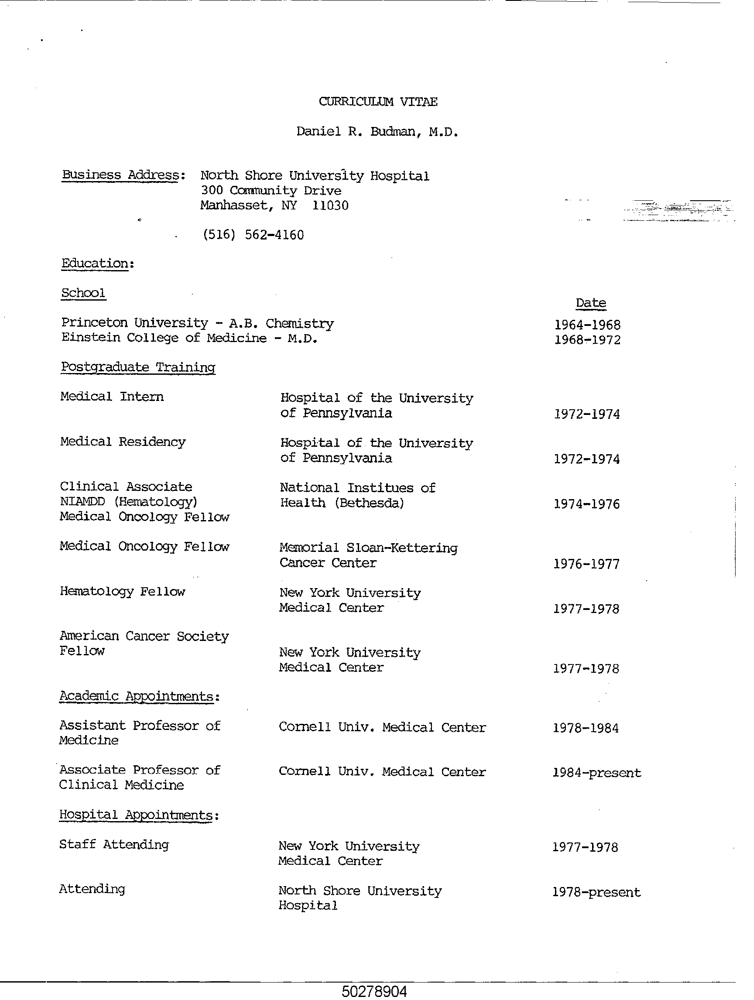 CURRICULUM VITAE
Daniel R. Budman, M.D.
Business Address: North Shore University Hospital
300 Community Drive
Manhasset, NY 11030
(516) 562-4160
Education:
School
Date
Princeton University - A.B. Chemistry 1964-1968
Einstein College of Medicine - M.D. 1968-1972
Postgraduate Training
Medical Intern Hospital of the University
of Pennsylvania 1972-1974
Medical Residency Hospital of the University
of Pennsylvania 1972-1974
Clinical Associate National Institues of
NIAMDD (Hematology) Health (Bethesda) 1974-1976
Medical Oncology Fellow
Medical Oncology Fellow Memorial Sloan-Kettering
Cancer Center 1976-1977
Hematology Fellow New York University
Medical Center 1977-1978
American Cancer Society
Fellow New York University
Medical Center 1977-1978
Academic Appointments:
Assistant Professor of Cornell Univ. Medical Center 1978-1984
Medicine
Associate Professor of Cornell Univ. Medical Center 1984-present
Clinical Medicine
Hospital Appointments:
Staff Attending New York University 1977-1978
Medical Center
Attending North Shore University 1978-present
Hospital
50278904